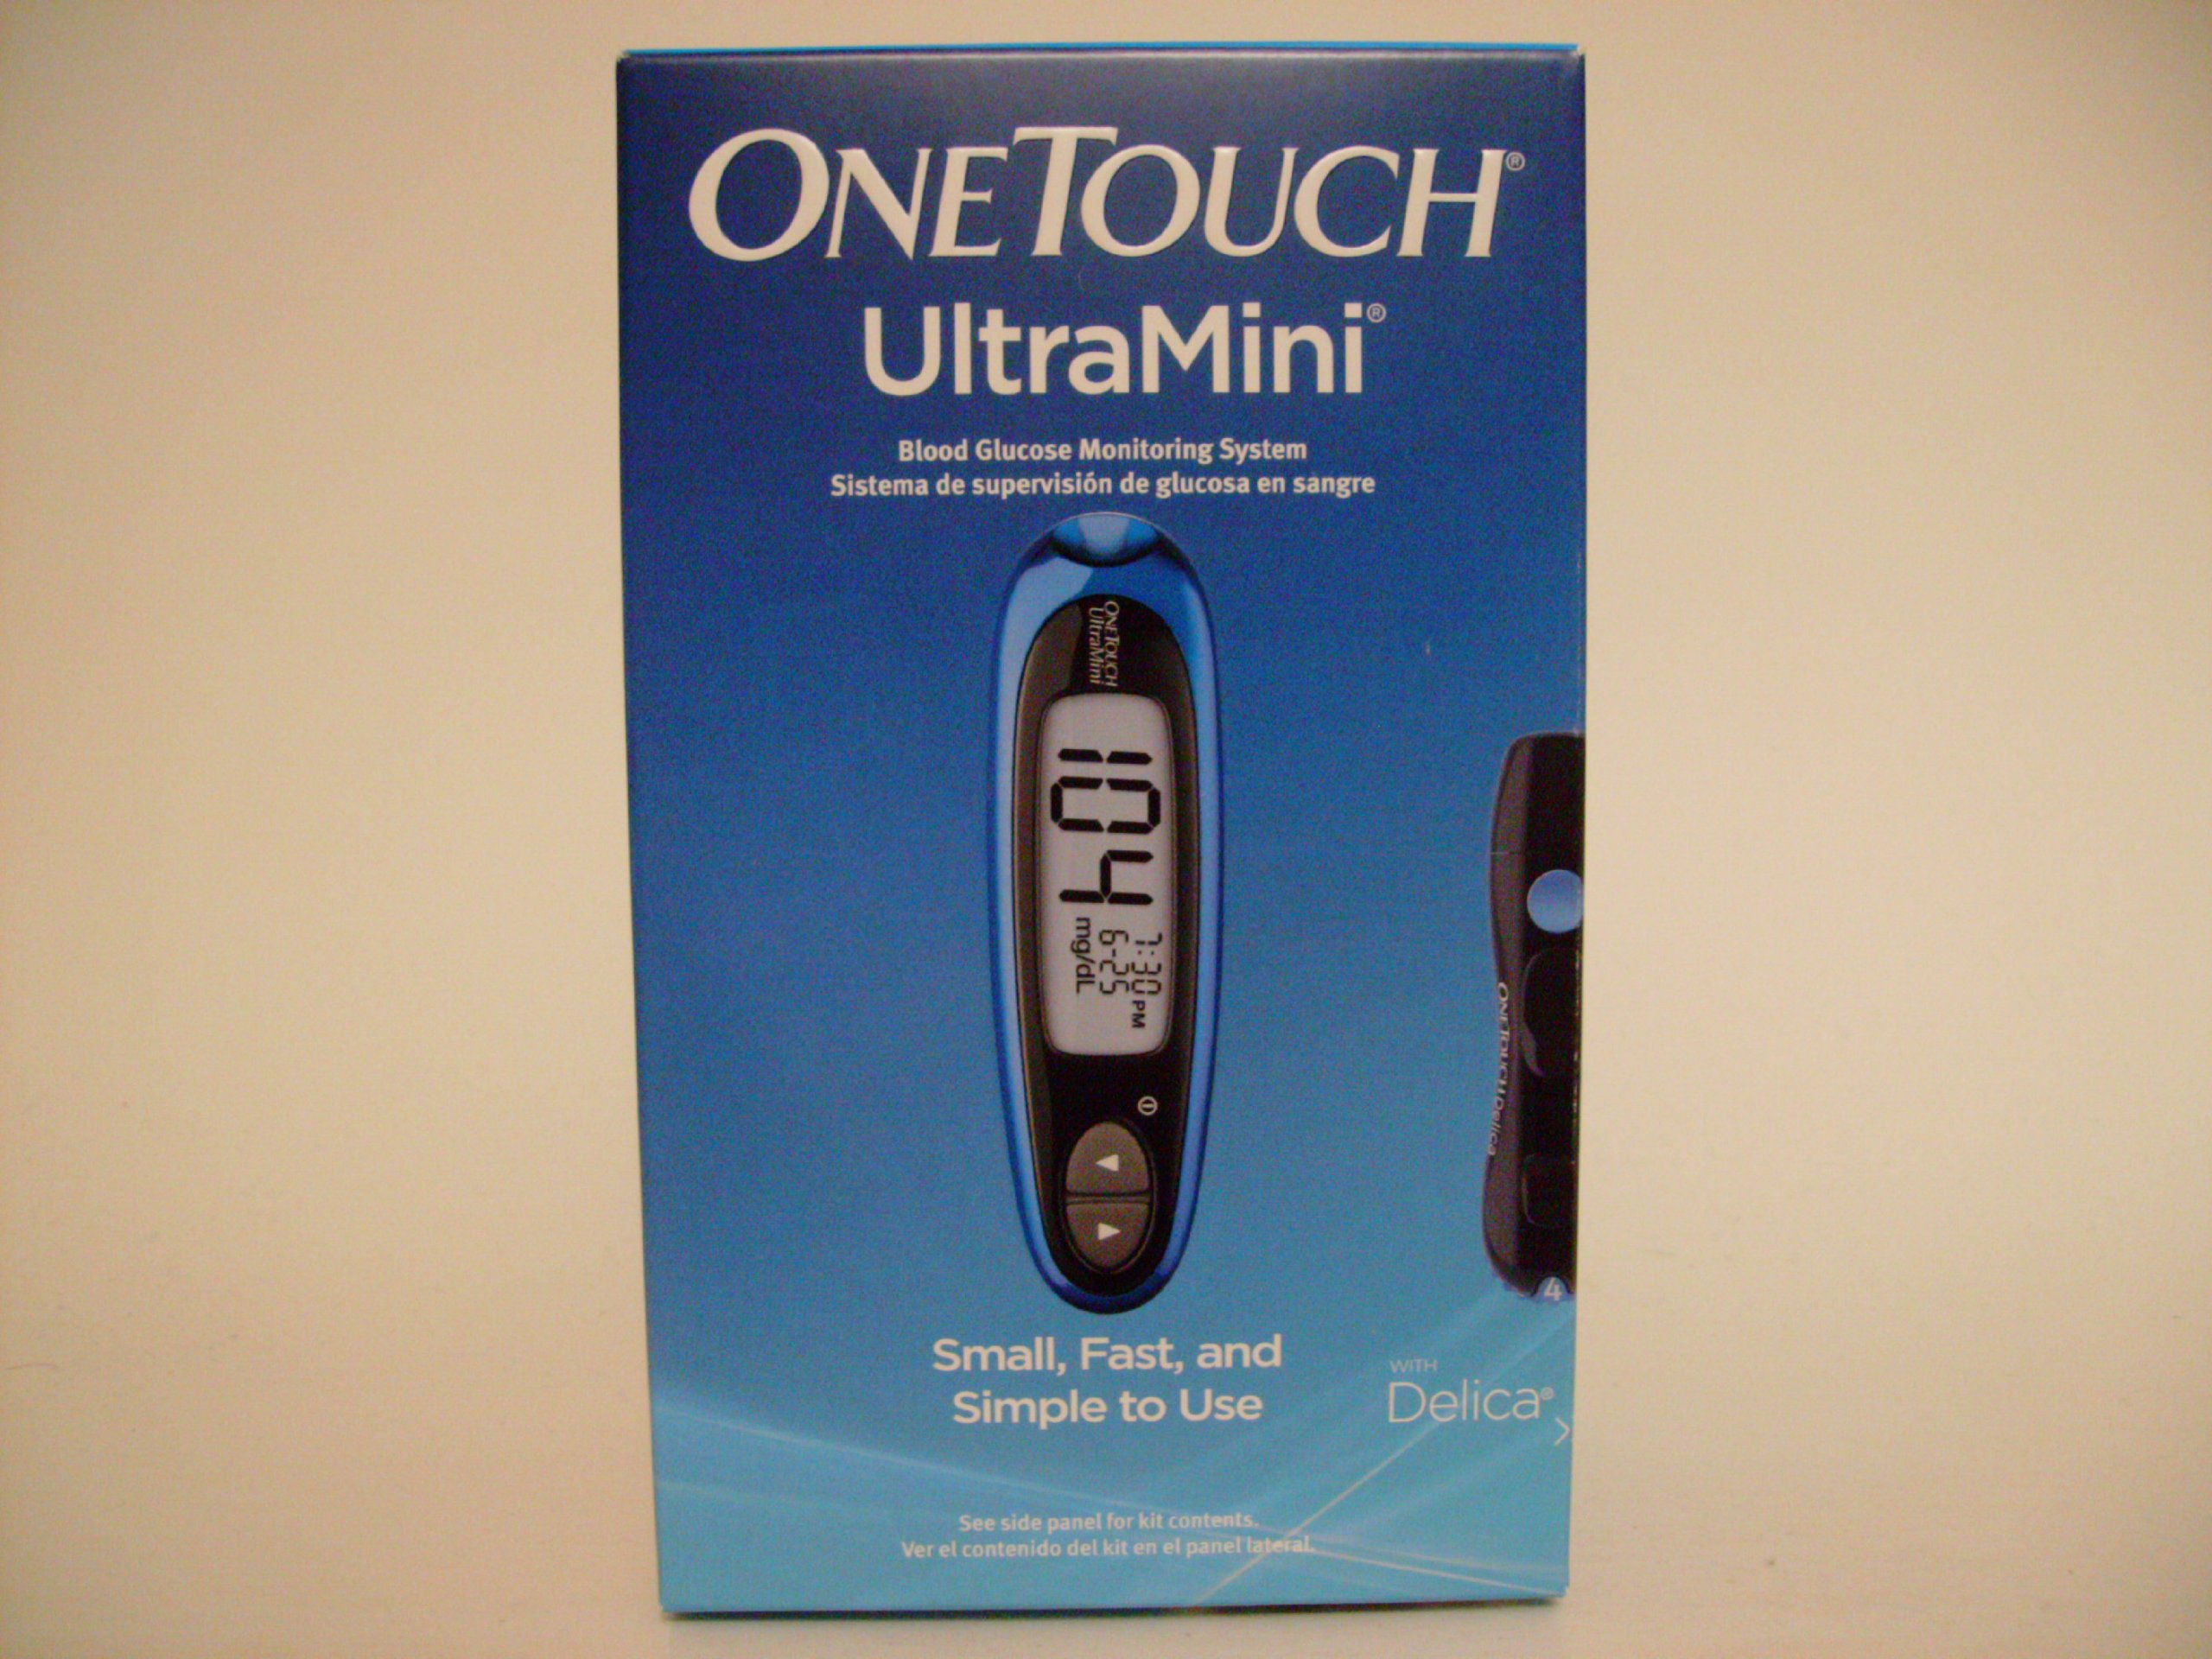 ONETOUCH®
UltraMini®
Blood Glucose Monitoring System
Sistema de supervisión de glucosa en sangre
ONETOUCH
UltraMini
104
7:30 PM
6-25
mg/dL
ONETOUCH Delica
4
Small, Fast, and
Simple to Use
WITH
Delica®
See side panel for kit contents.
Ver el contenido del kit en el panel lateral.